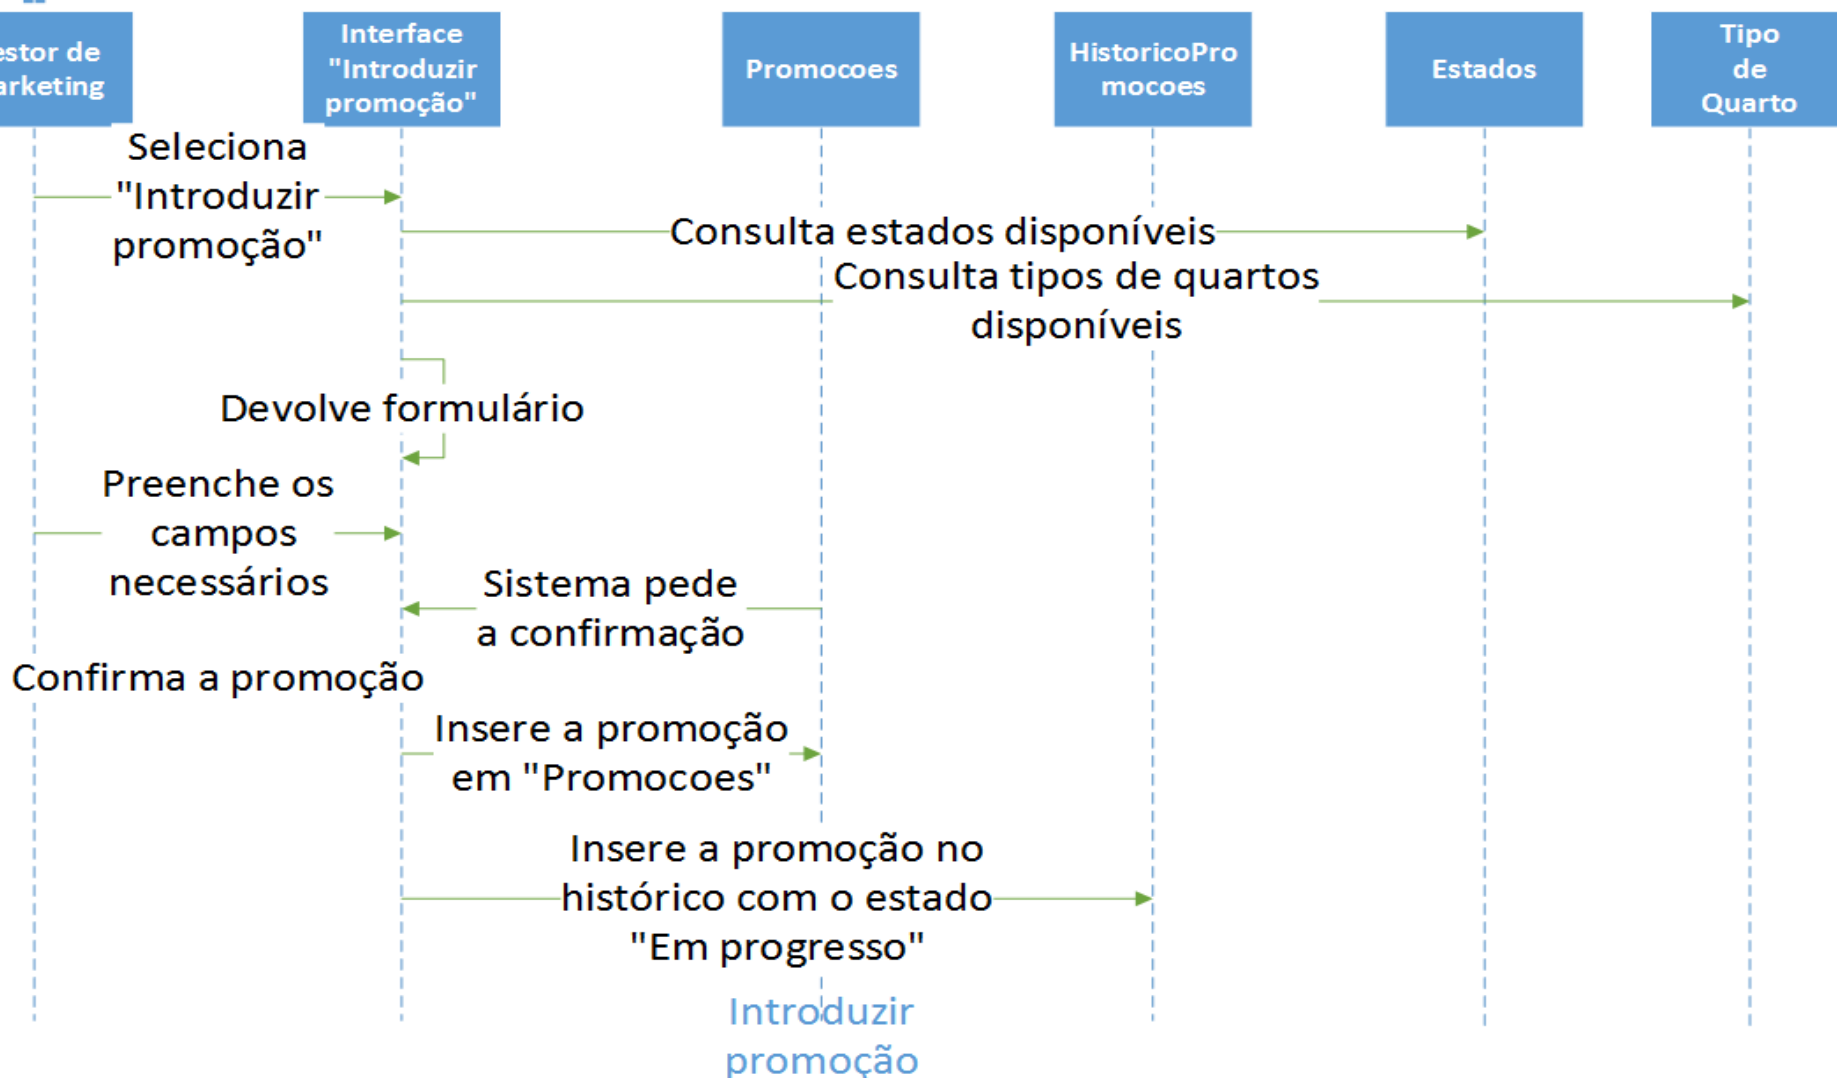 estor de
arketing
Interface
"Introduzir
promoção"
Promocoes
HistoricoPro
mocoes
Estados
Tipo
de
Quarto
Seleciona
"Introduzir
promoção"
Consulta estados disponíveis
Consulta tipos de quartos
disponíveis
Devolve formulário
Preenche os
campos
necessários
Sistema pede
a confirmação
Confirma a promoção
Insere a promoção
em "Promocoes"
Insere a promoção no
histórico com o estado
"Em progresso"
Introduzir
promoção